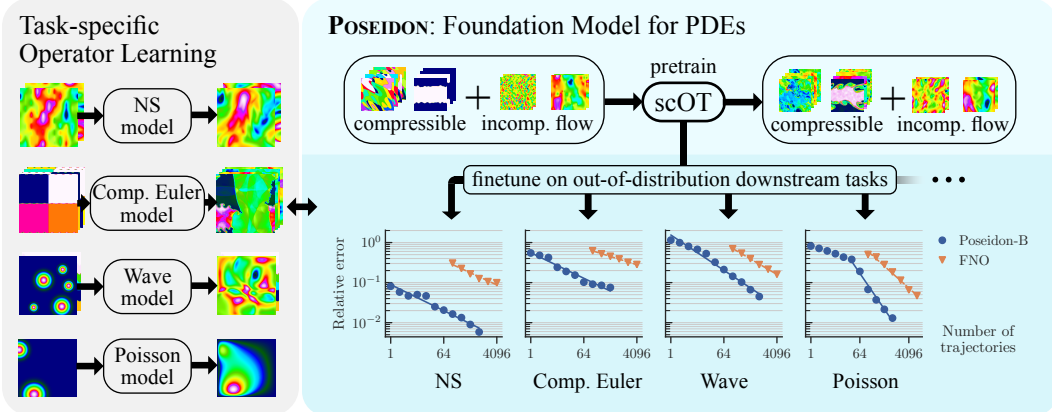 Task-specific
Operator Learning
NS
model
Comp. Euler
model
Wave
model
Poisson
model
POSEIDON: Foundation Model for PDEs
compressible
+
incomp. flow
pretrain
scOT
compressible
+
incomp. flow
finetune on out-of-distribution downstream tasks
Relative error
10⁰
10⁻¹
10⁻²
1 64 4096
NS
1 64 4096
Comp. Euler
1 64 4096
Wave
1 64 4096
Poisson
Poseidon-B
FNO
Number of
trajectories